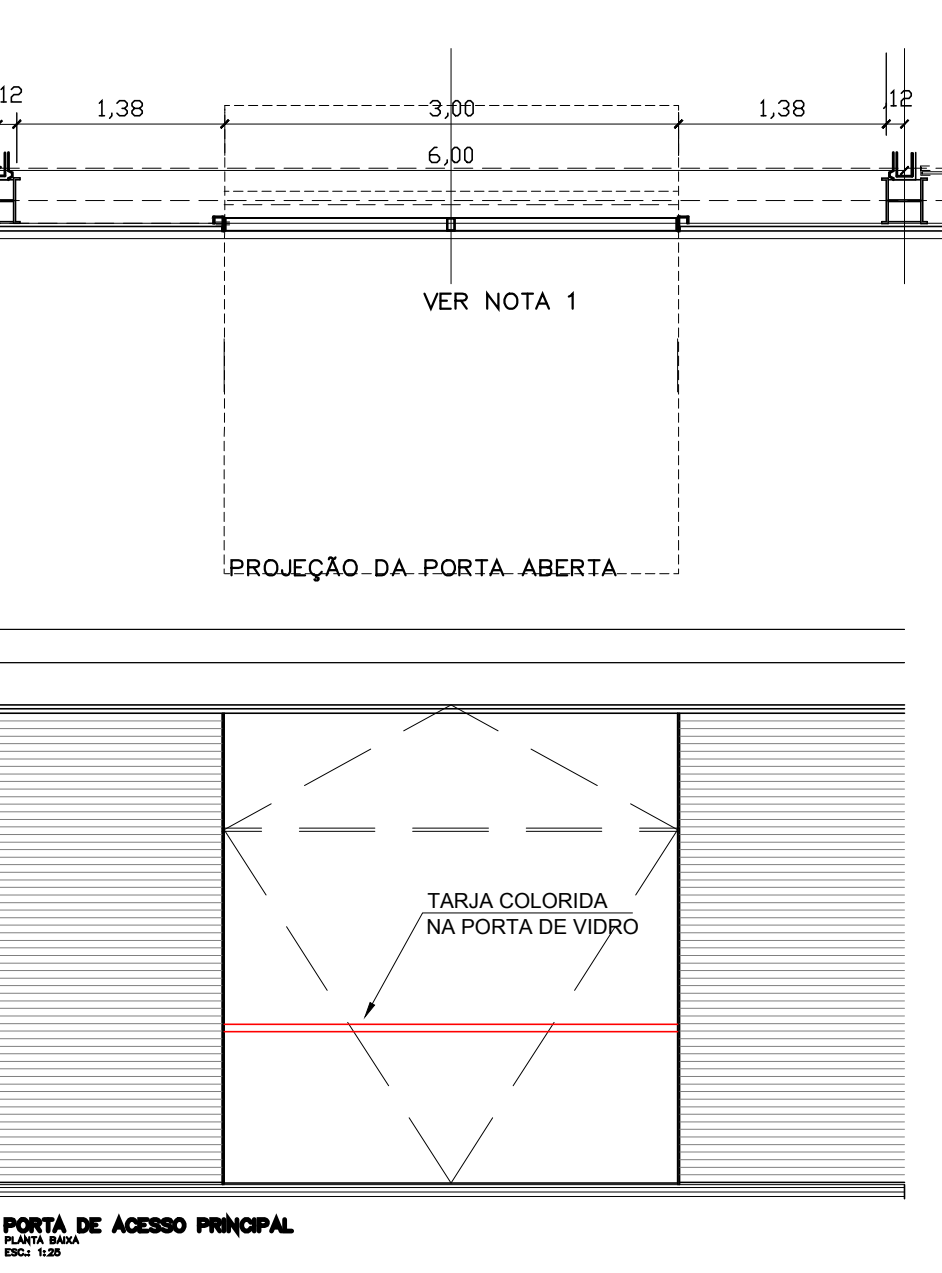 12
1,38
3,00
1,38
12
6,00
VER NOTA 1
PROJEÇÃO DA PORTA ABERTA
TARJA COLORIDA
NA PORTA DE VIDRO
PORTA DE ACESSO PRINCIPAL
PLANTA BAIXA
ESC.: 1:25